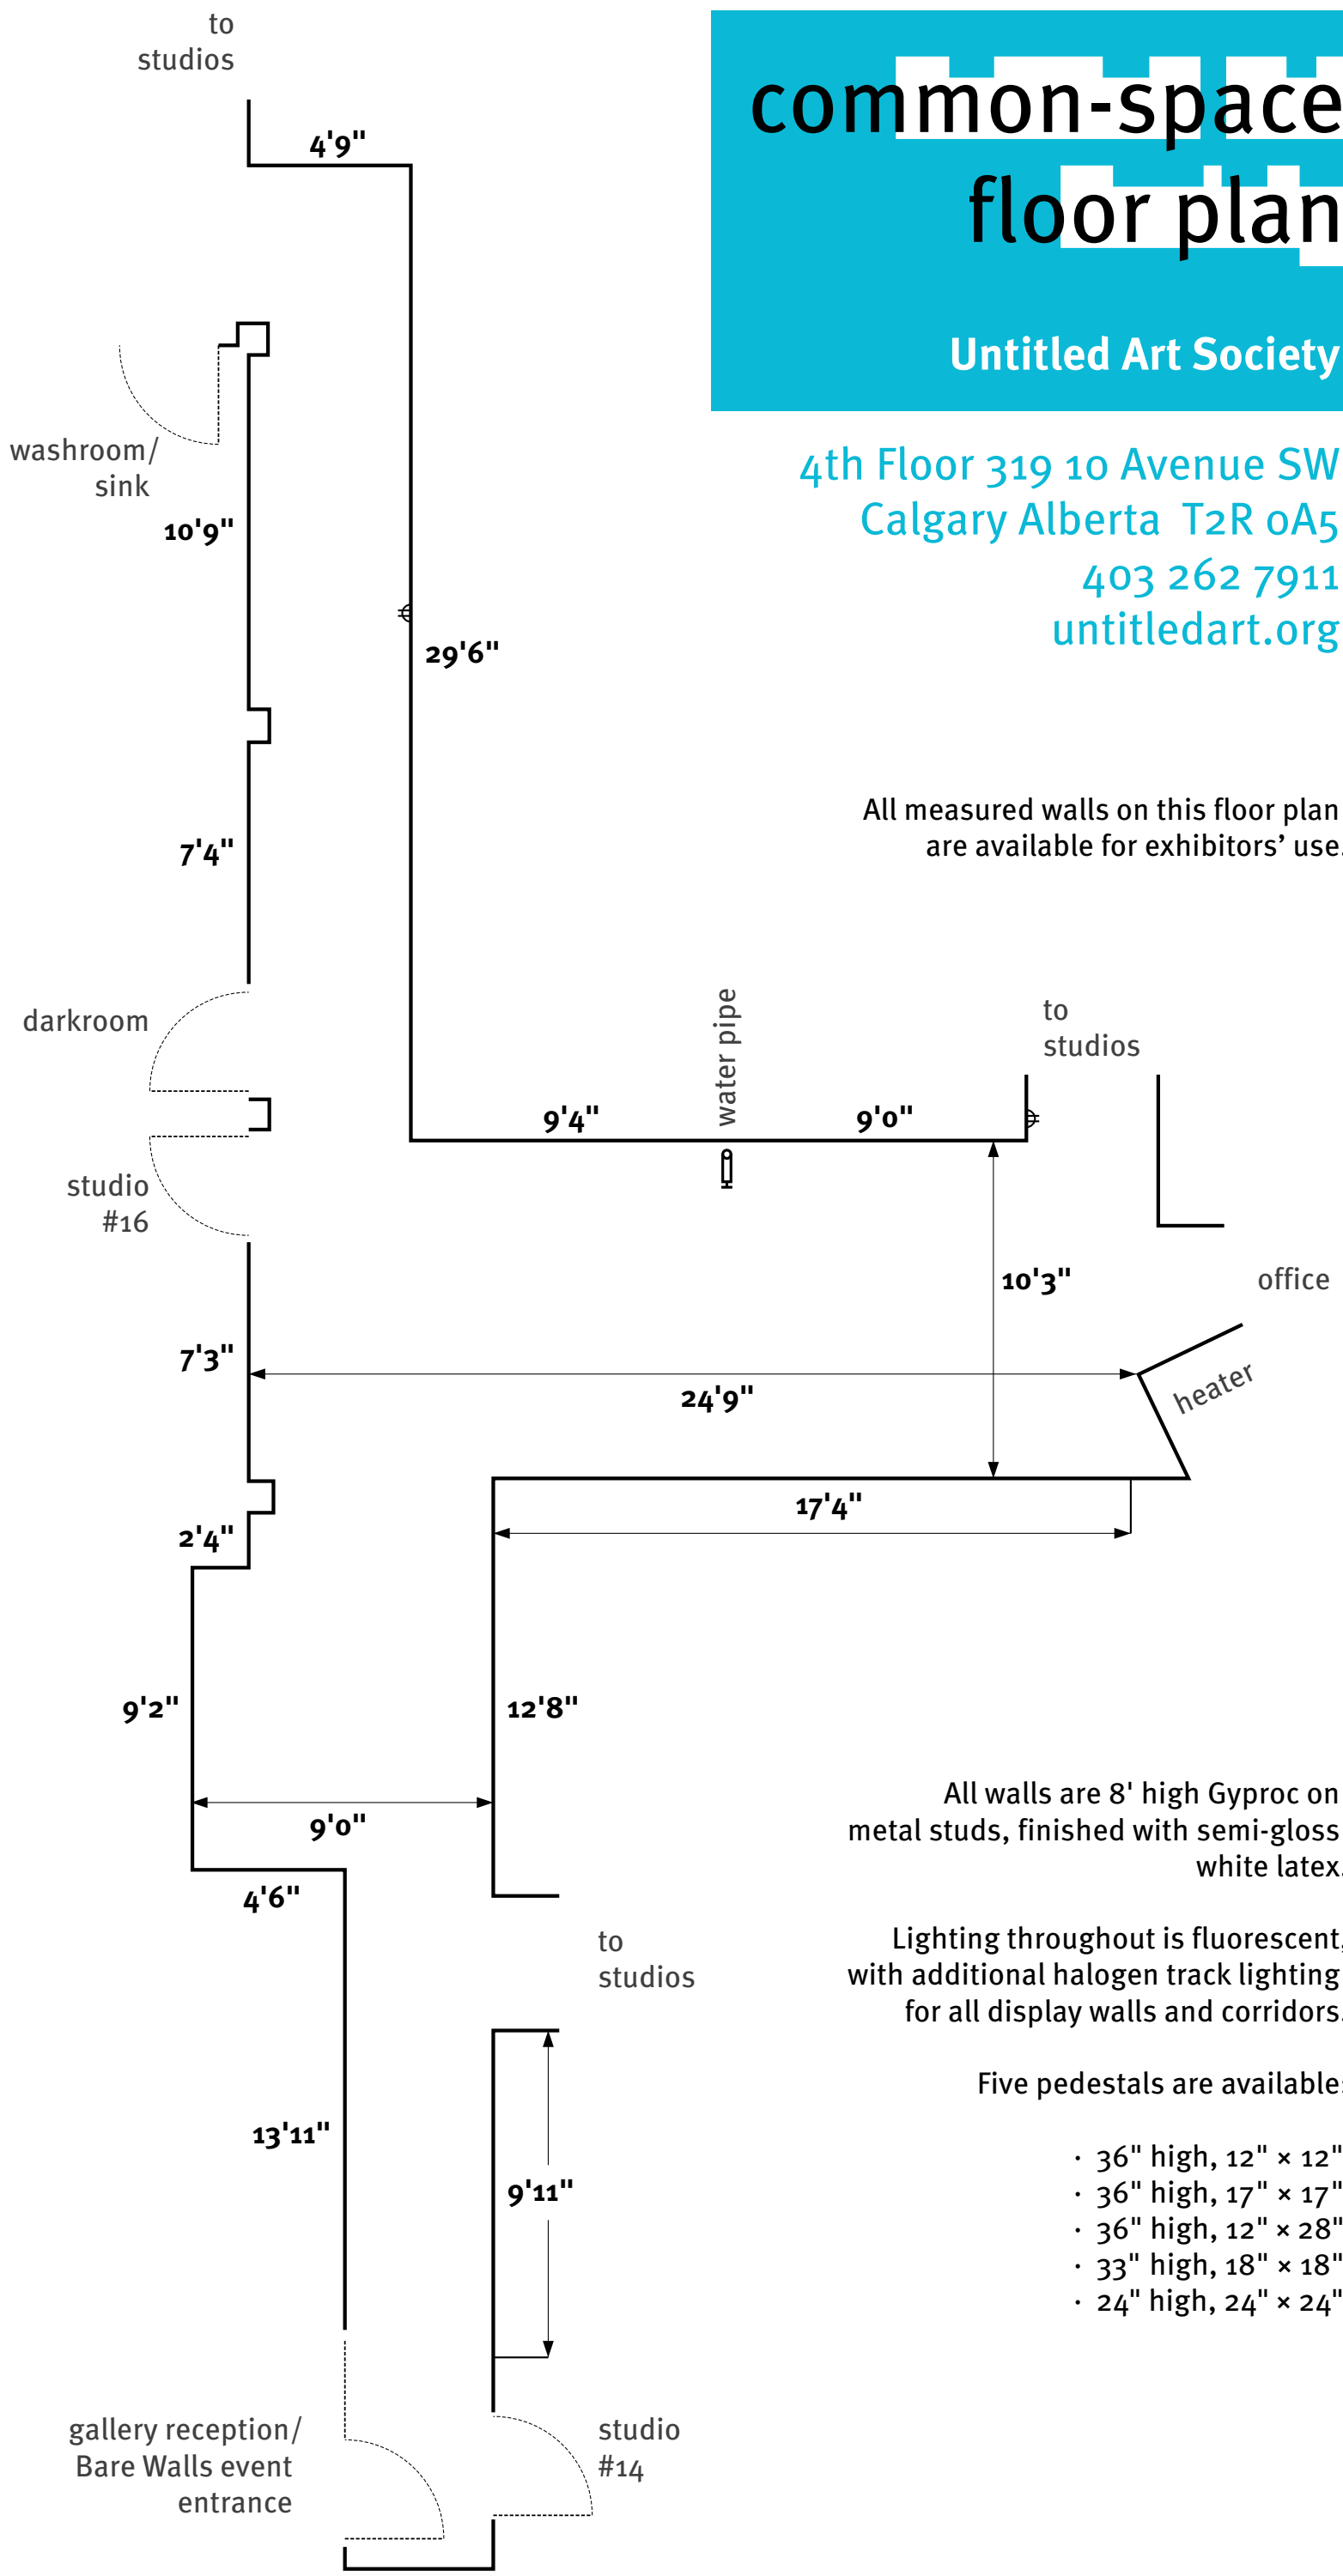 to
studios
common-space
floor plan
Untitled Art Society
4th Floor 319 10 Avenue SW
Calgary Alberta T2R 0A5
403 262 7911
untitledart.org
4'9"
washroom/
sink
10'9"
29'6"
All measured walls on this floor plan
are available for exhibitors’ use.
7'4"
darkroom
water pipe
to
studios
9'4"
9'0"
studio
#16
10'3"
office
7'3"
24'9"
heater
17'4"
2'4"
9'2"
12'8"
9'0"
4'6"
All walls are 8' high Gyproc on
metal studs, finished with semi-gloss
white latex.
to
studios
Lighting throughout is fluorescent,
with additional halogen track lighting
for all display walls and corridors.
Five pedestals are available:
13'11"
9'11"
· 36" high, 12" × 12"
· 36" high, 17" × 17"
· 36" high, 12" × 28"
· 33" high, 18" × 18"
· 24" high, 24" × 24"
gallery reception/
Bare Walls event
entrance
studio
#14